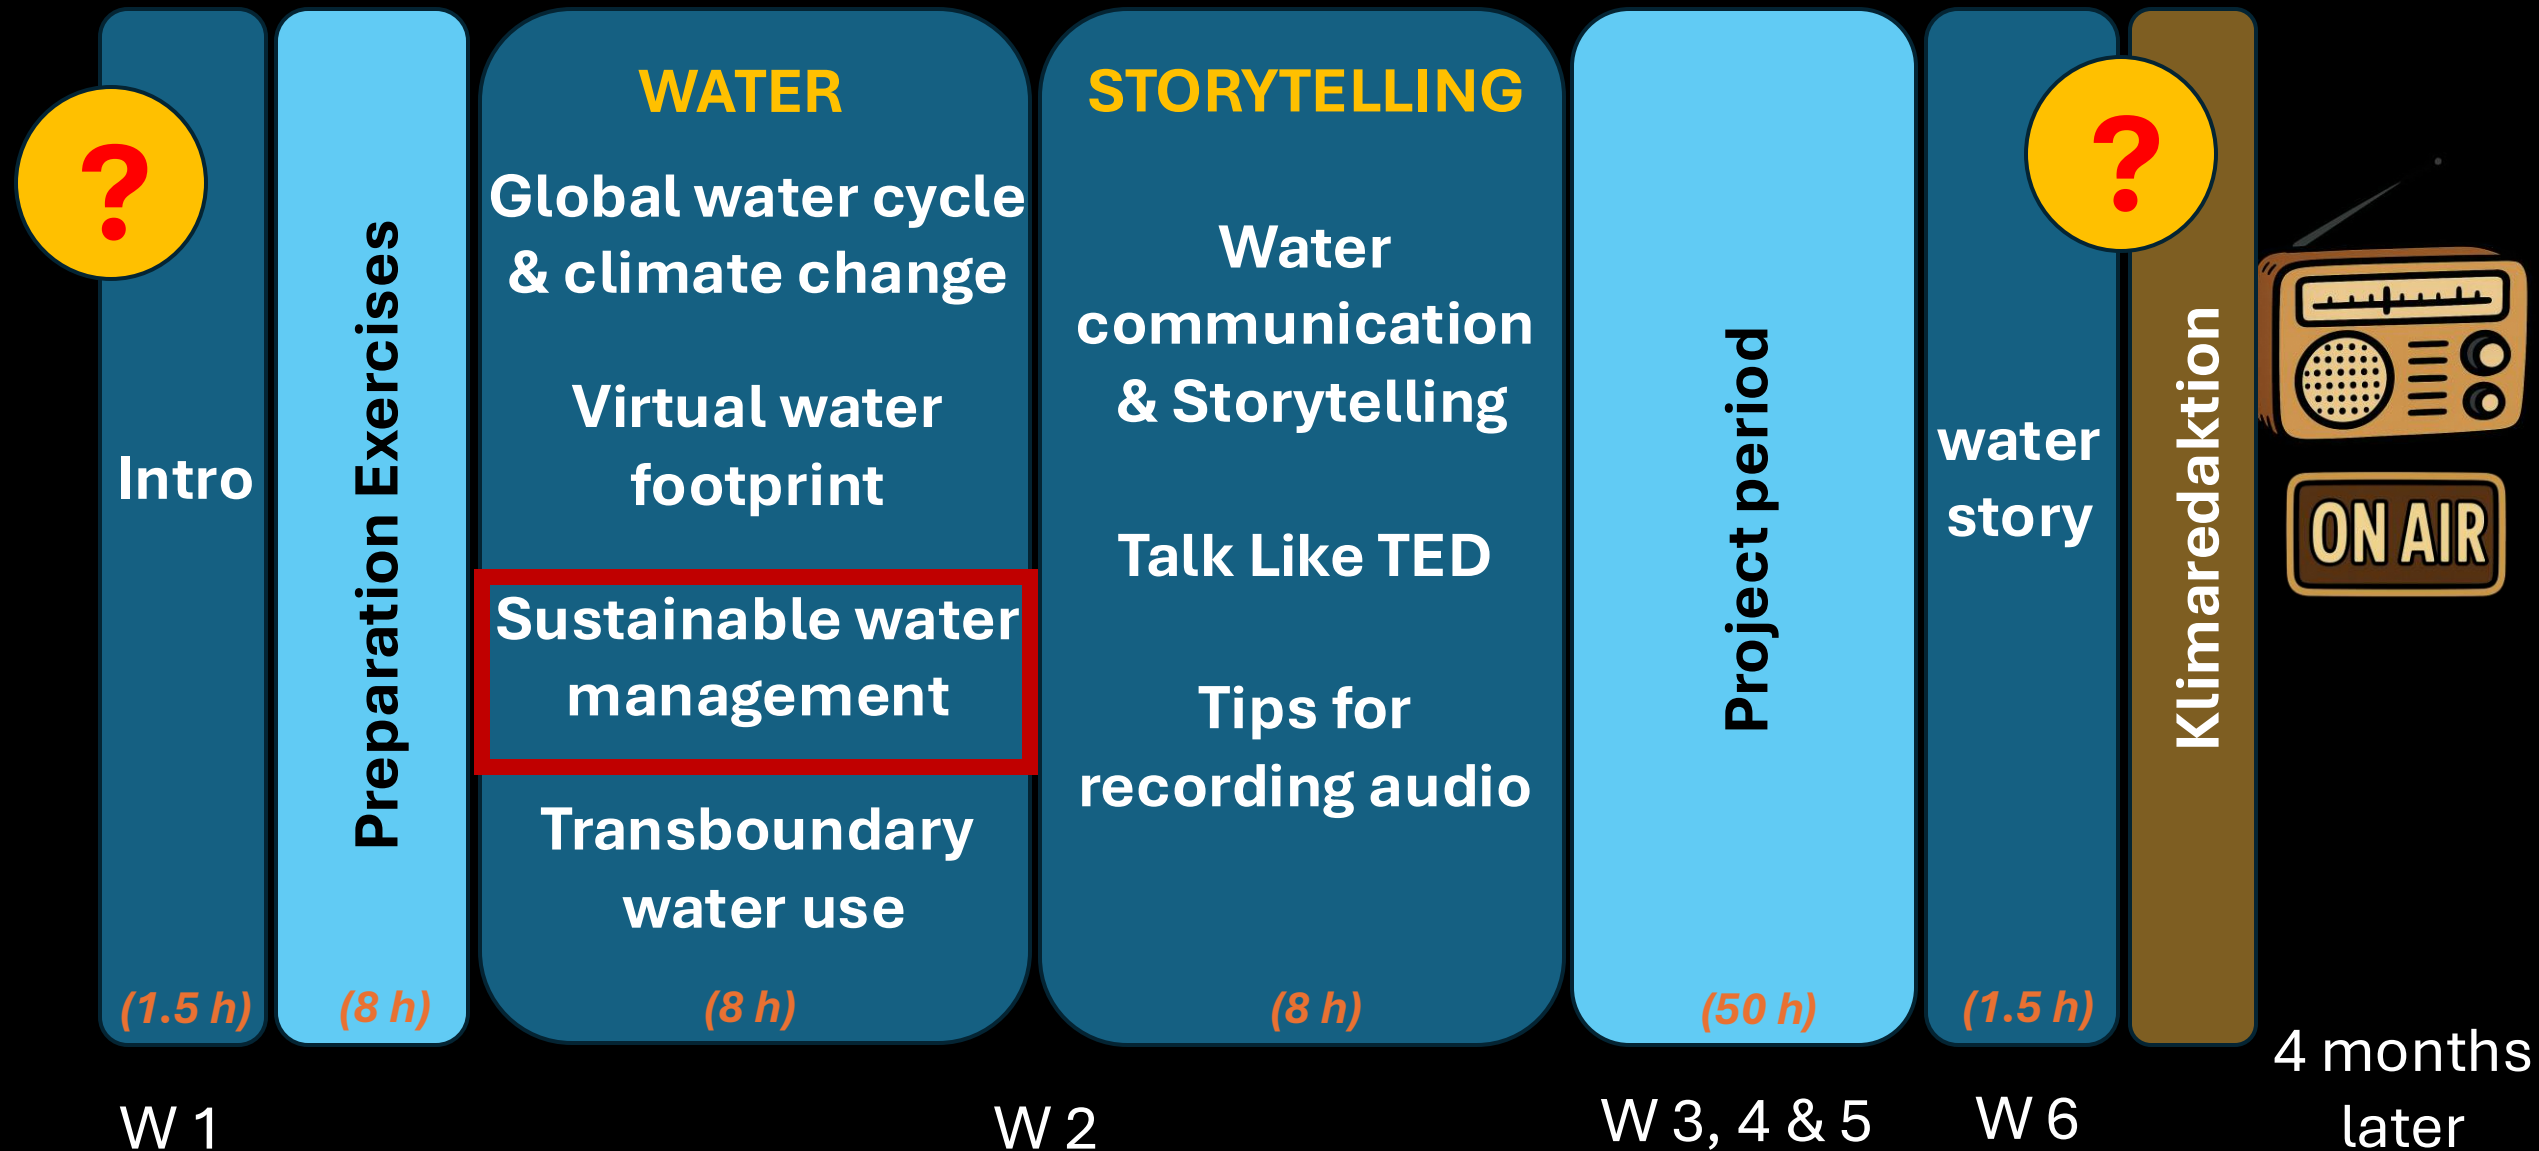 ?
Intro
(1.5 h)
W 1
Preparation Exercises
(8 h)
WATER
Global water cycle
& climate change
Virtual water
footprint
Sustainable water
management
Transboundary
water use
(8 h)
W 2
STORYTELLING
Water
communication
& Storytelling
Talk Like TED
Tips for
recording audio
(8 h)
Project period
(50 h)
W 3, 4 & 5
water
story
(1.5 h)
W 6
?
Klimaredaktion
ON AIR
4 months
later